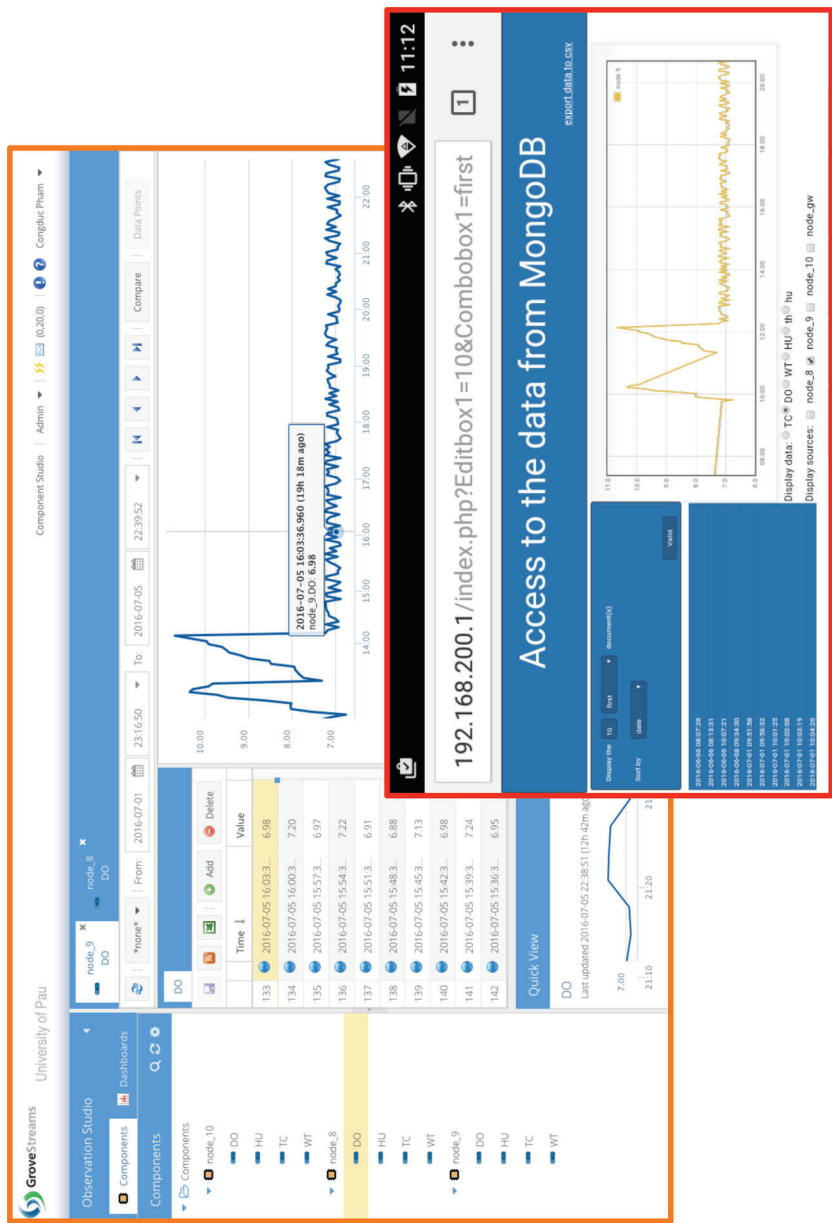 GroveStreams
University of Pau
Component Studio | Admin | (0,20,0) | Congduc Pham
Observation Studio
Components
Dashboards
Components
Components
node_10
DO
HU
TC
WT
node_8
DO
HU
TC
WT
node_9
DO
HU
TC
WT
node_9
DO
node_8
DO
*none* From: 2016-07-01 23:16:50 To: 2016-07-05 22:39:52 Compare Data Points
DO
Add Delete
Time ↓ Value
133 2016-07-05 16:03:3... 6.98
134 2016-07-05 16:00:3... 7.20
135 2016-07-05 15:57:3... 6.97
136 2016-07-05 15:54:3... 7.22
137 2016-07-05 15:51:3... 6.91
138 2016-07-05 15:48:3... 6.88
139 2016-07-05 15:45:3... 7.13
140 2016-07-05 15:42:3... 6.98
141 2016-07-05 15:39:3... 7.24
142 2016-07-05 15:36:3... 6.95
10.00
9.00
8.00
7.00
2016-07-05 16:03:36.960 (19h 18m ago)
node_9.DO: 6.98
14:00 15:00 16:00 17:00 18:00 19:00 20:00 21:00 22:00
Quick View
DO
Last updated 2016-07-05 22:38:51 (12h 42m ago
7.00
21:10 21:20
11:12
192.168.200.1/index.php?Editbox1=10&Combobox1=first
1
Access to the data from MongoDB
export data to csv
Display the 10 first document(s)
Sort by date
Valid
2016-06-06 08:07:28
2016-06-06 08:13:31
2016-06-06 10:07:21
2016-06-08 09:34:30
2016-07-01 09:51:58
2016-07-01 09:56:32
2016-07-01 10:01:25
2016-07-01 10:02:08
2016-07-01 10:03:19
2016-07-01 10:04:26
node 9
11.0
10.0
9.0
8.0
7.0
6.0
08:00 10:00 12:00 14:00 16:00 18:00 20:00
Display data: TC DO WT HU th hu
Display sources: node_8 node_9 node_10 node_gw